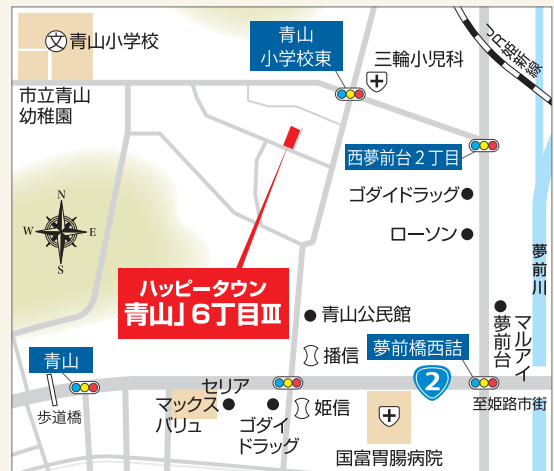 青山小学校
文
市立青山
幼稚園
青山
小学校東
三輪小児科
JR姫新線
西夢前台2丁目
ゴダイドラッグ
ローソン
N
W
E
S
夢前川
ハッピータウン
青山」6丁目Ⅲ
青山公民館
播信
夢前橋西詰
マルアイ
夢前台
青山
2
セリア
マックス
バリュ
ゴダイ
ドラッグ
姫信
至姫路市街
歩道橋
国富胃腸病院